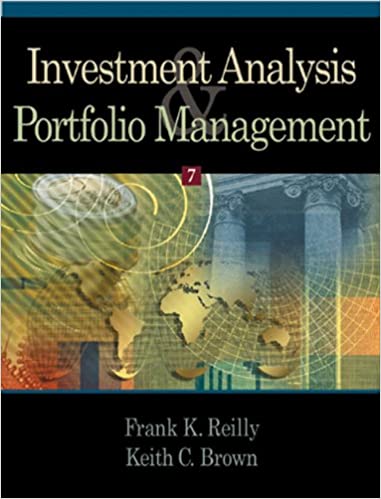 Investment Analysis
&
Portfolio Management
7
Frank K. Reilly
Keith C. Brown